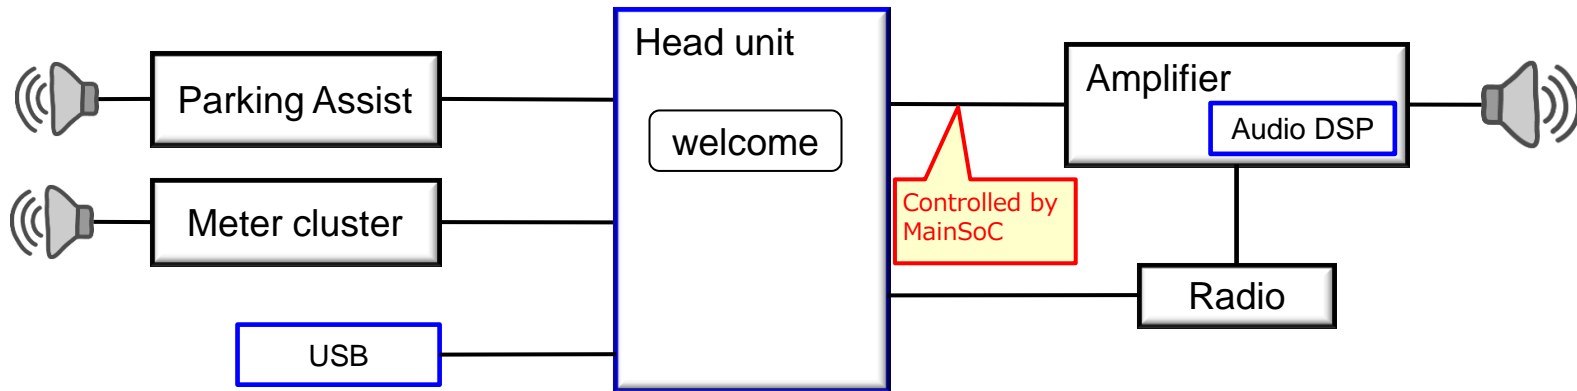 Head unit
Parking Assist
welcome
Amplifier
Audio DSP
Meter cluster
Controlled by
MainSoC
Radio
USB